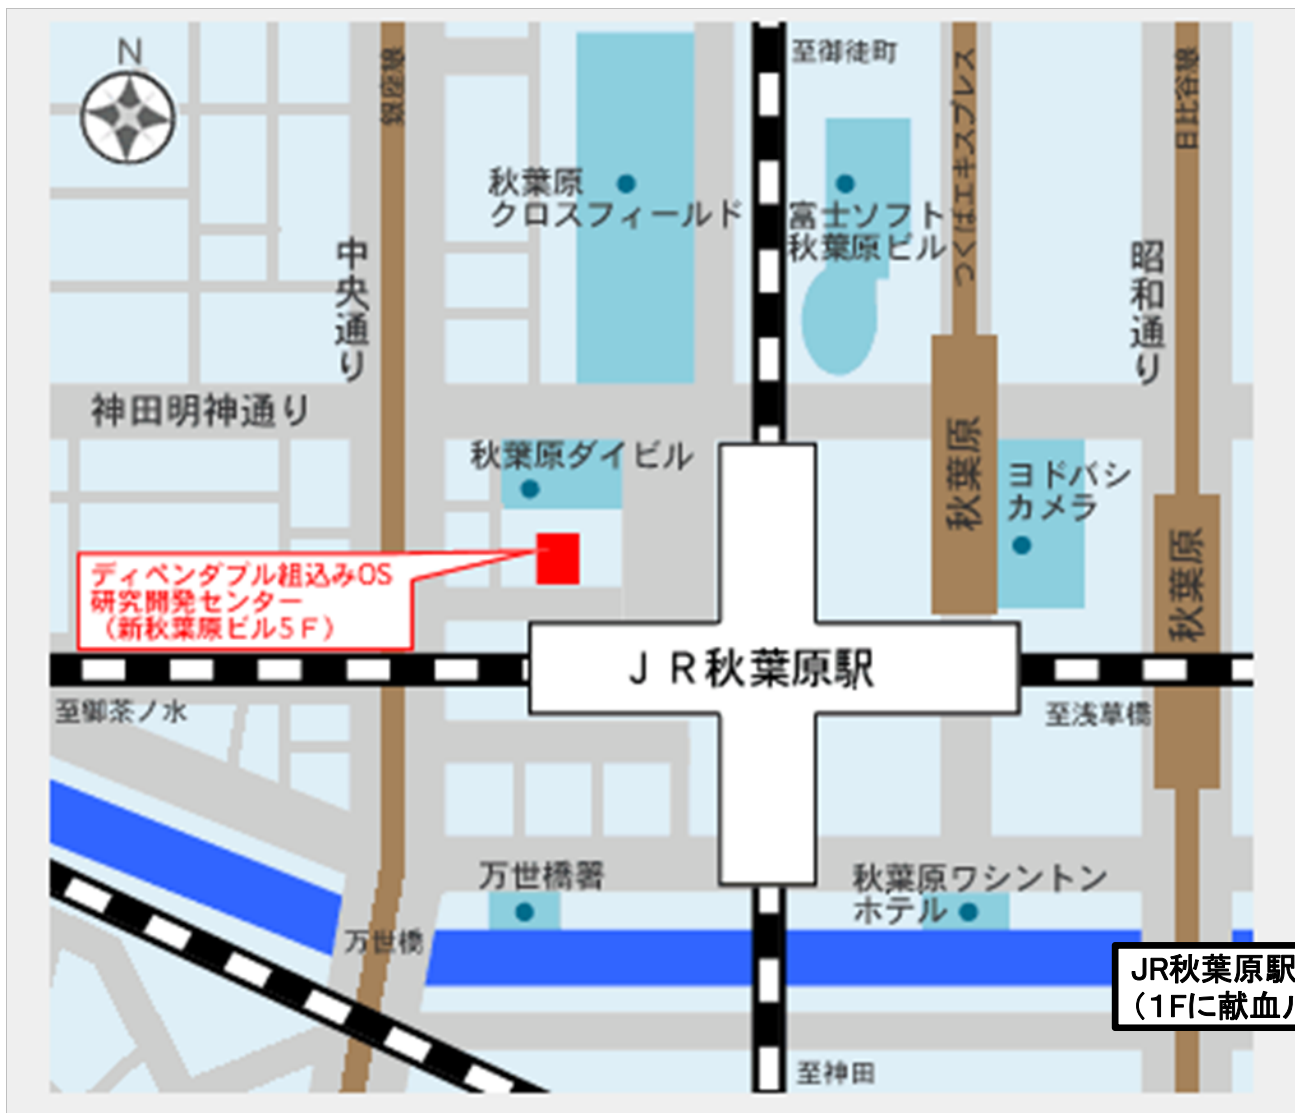 N
至御徒町
銀座線
つくばエキスプレス
日比谷線
秋葉原
クロスフィールド
富士ソフト
秋葉原ビル
中央通り
昭和通り
神田明神通り
秋葉原ダイビル
秋葉原
ヨドバシ
カメラ
秋葉原
ディペンダブル組込みOS
研究開発センター
(新秋葉原ビル5F)
JR秋葉原駅
至御茶ノ水
至浅草橋
万世橋署
秋葉原ワシントン
ホテル
万世橋
JR秋葉原駅
(1Fに献血
至神田